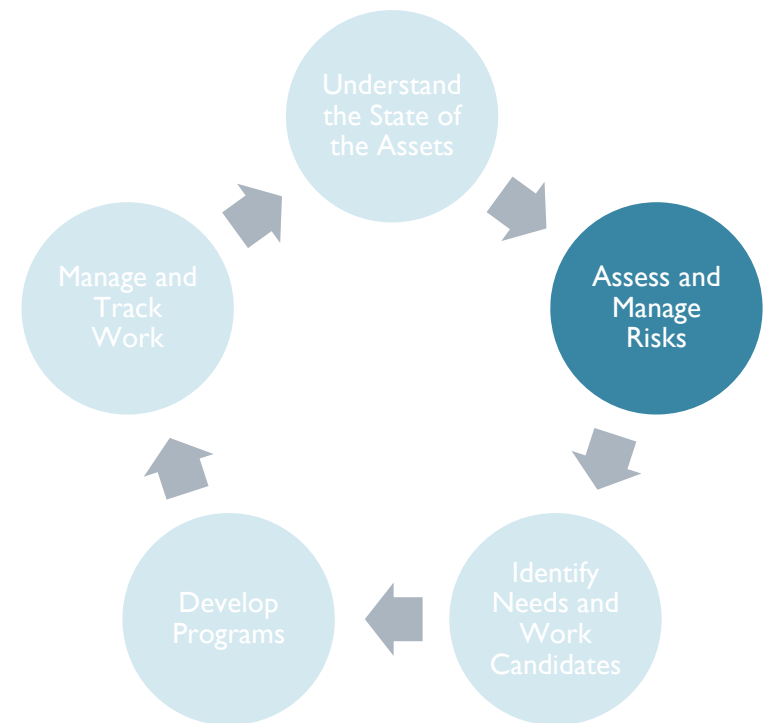 Understand
the State of
the Assets
Assess and
Manage
Risks
Identify
Needs and
Work
Candidates
Develop
Programs
Manage and
Track
Work